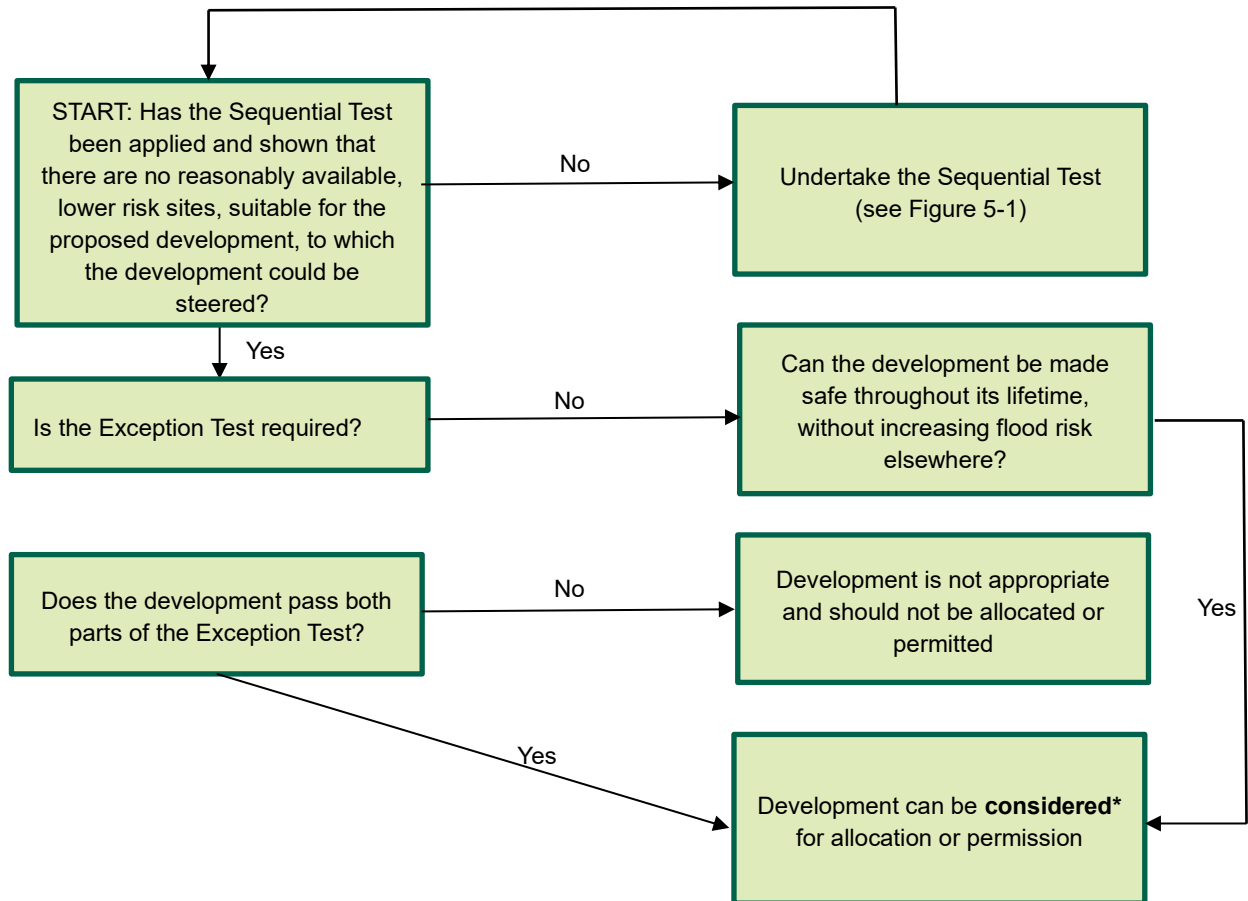 START: Has the Sequential Test
been applied and shown that
there are no reasonably available,
lower risk sites, suitable for the
proposed development, to which
the development could be
steered?
No
Undertake the Sequential Test
(see Figure 5-1)
Yes
Is the Exception Test required?
No
Can the development be made
safe throughout its lifetime,
without increasing flood risk
elsewhere?
Yes
Does the development pass both
parts of the Exception Test?
No
Development is not appropriate
and should not be allocated or
permitted
Yes
Development can be considered*
for allocation or permission